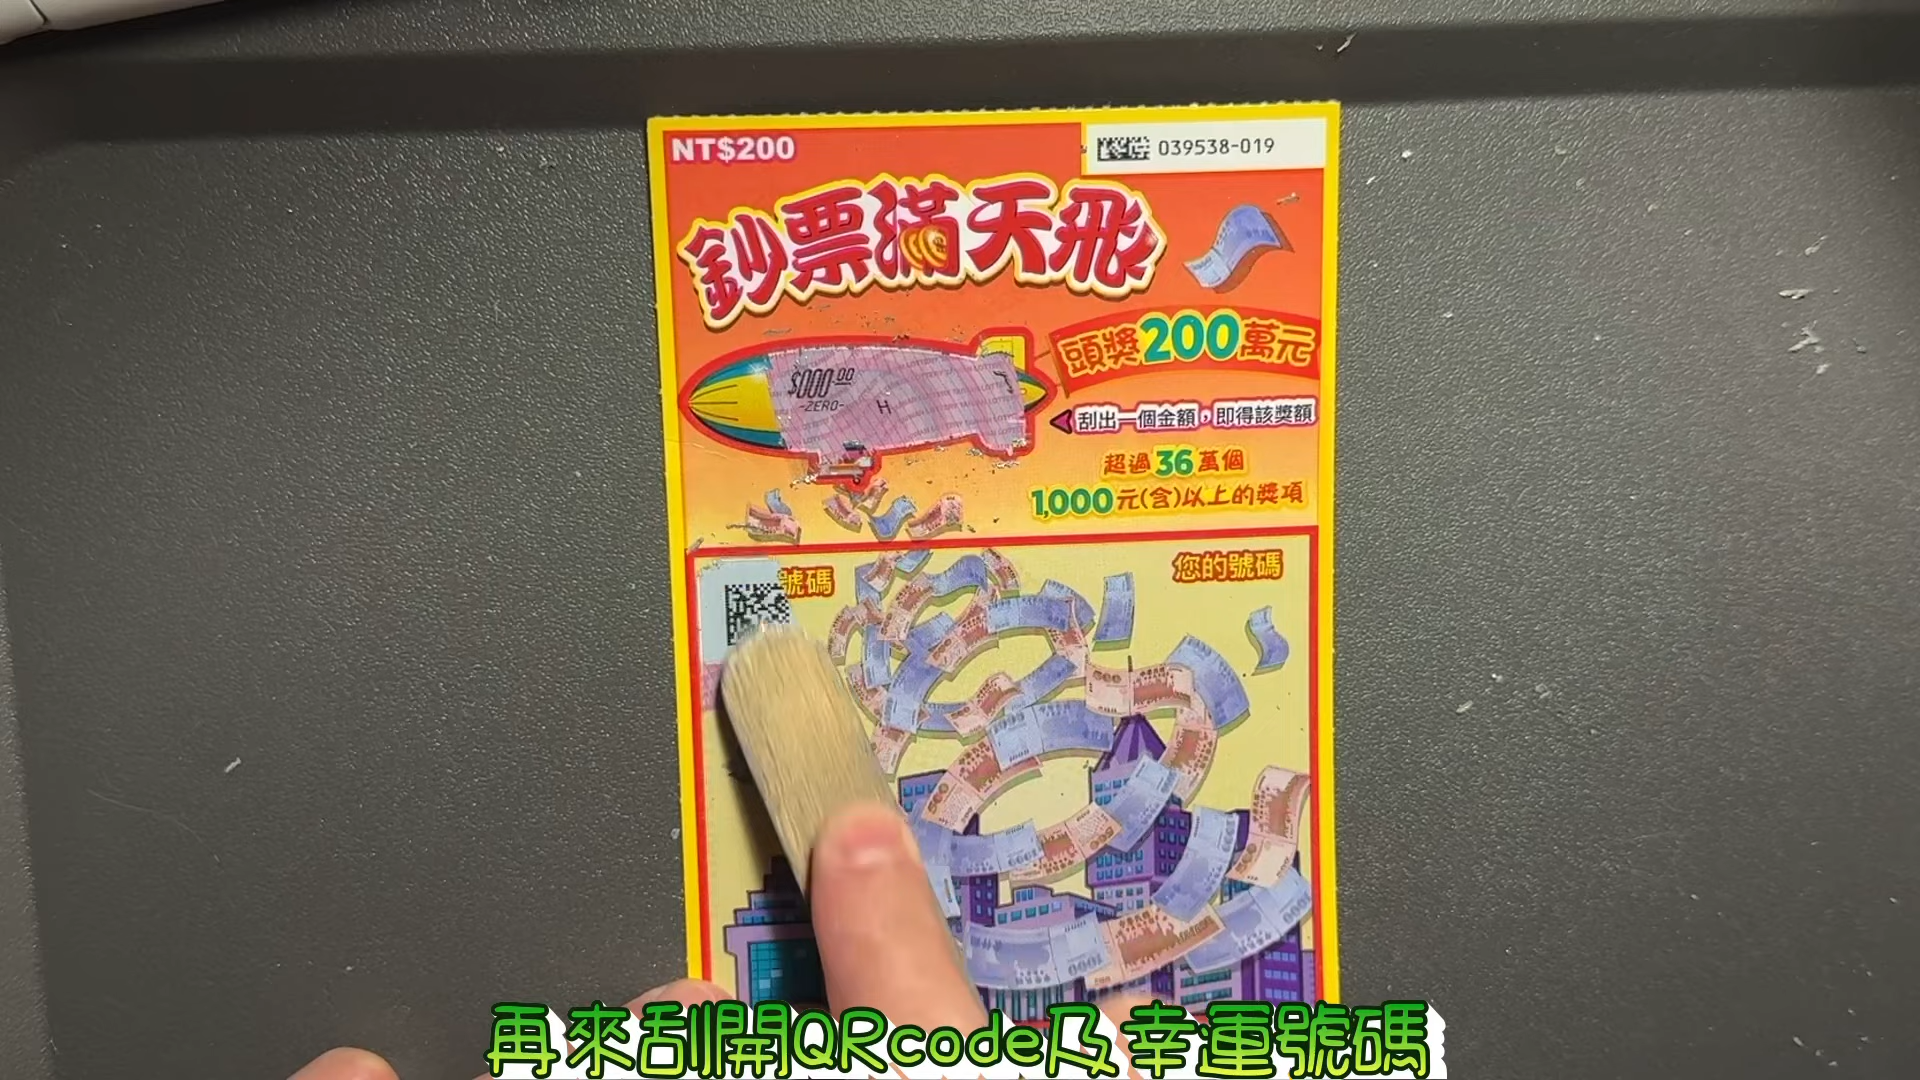 NT$200
039538-019
鈔票滿天飛
頭獎200萬元
$000.00
-ZERO-
H
刮出一個金額，即得該獎額
超過36萬個
1,000元(含)以上的獎項
號碼
您的號碼
再來刮開QRcode及幸運號碼